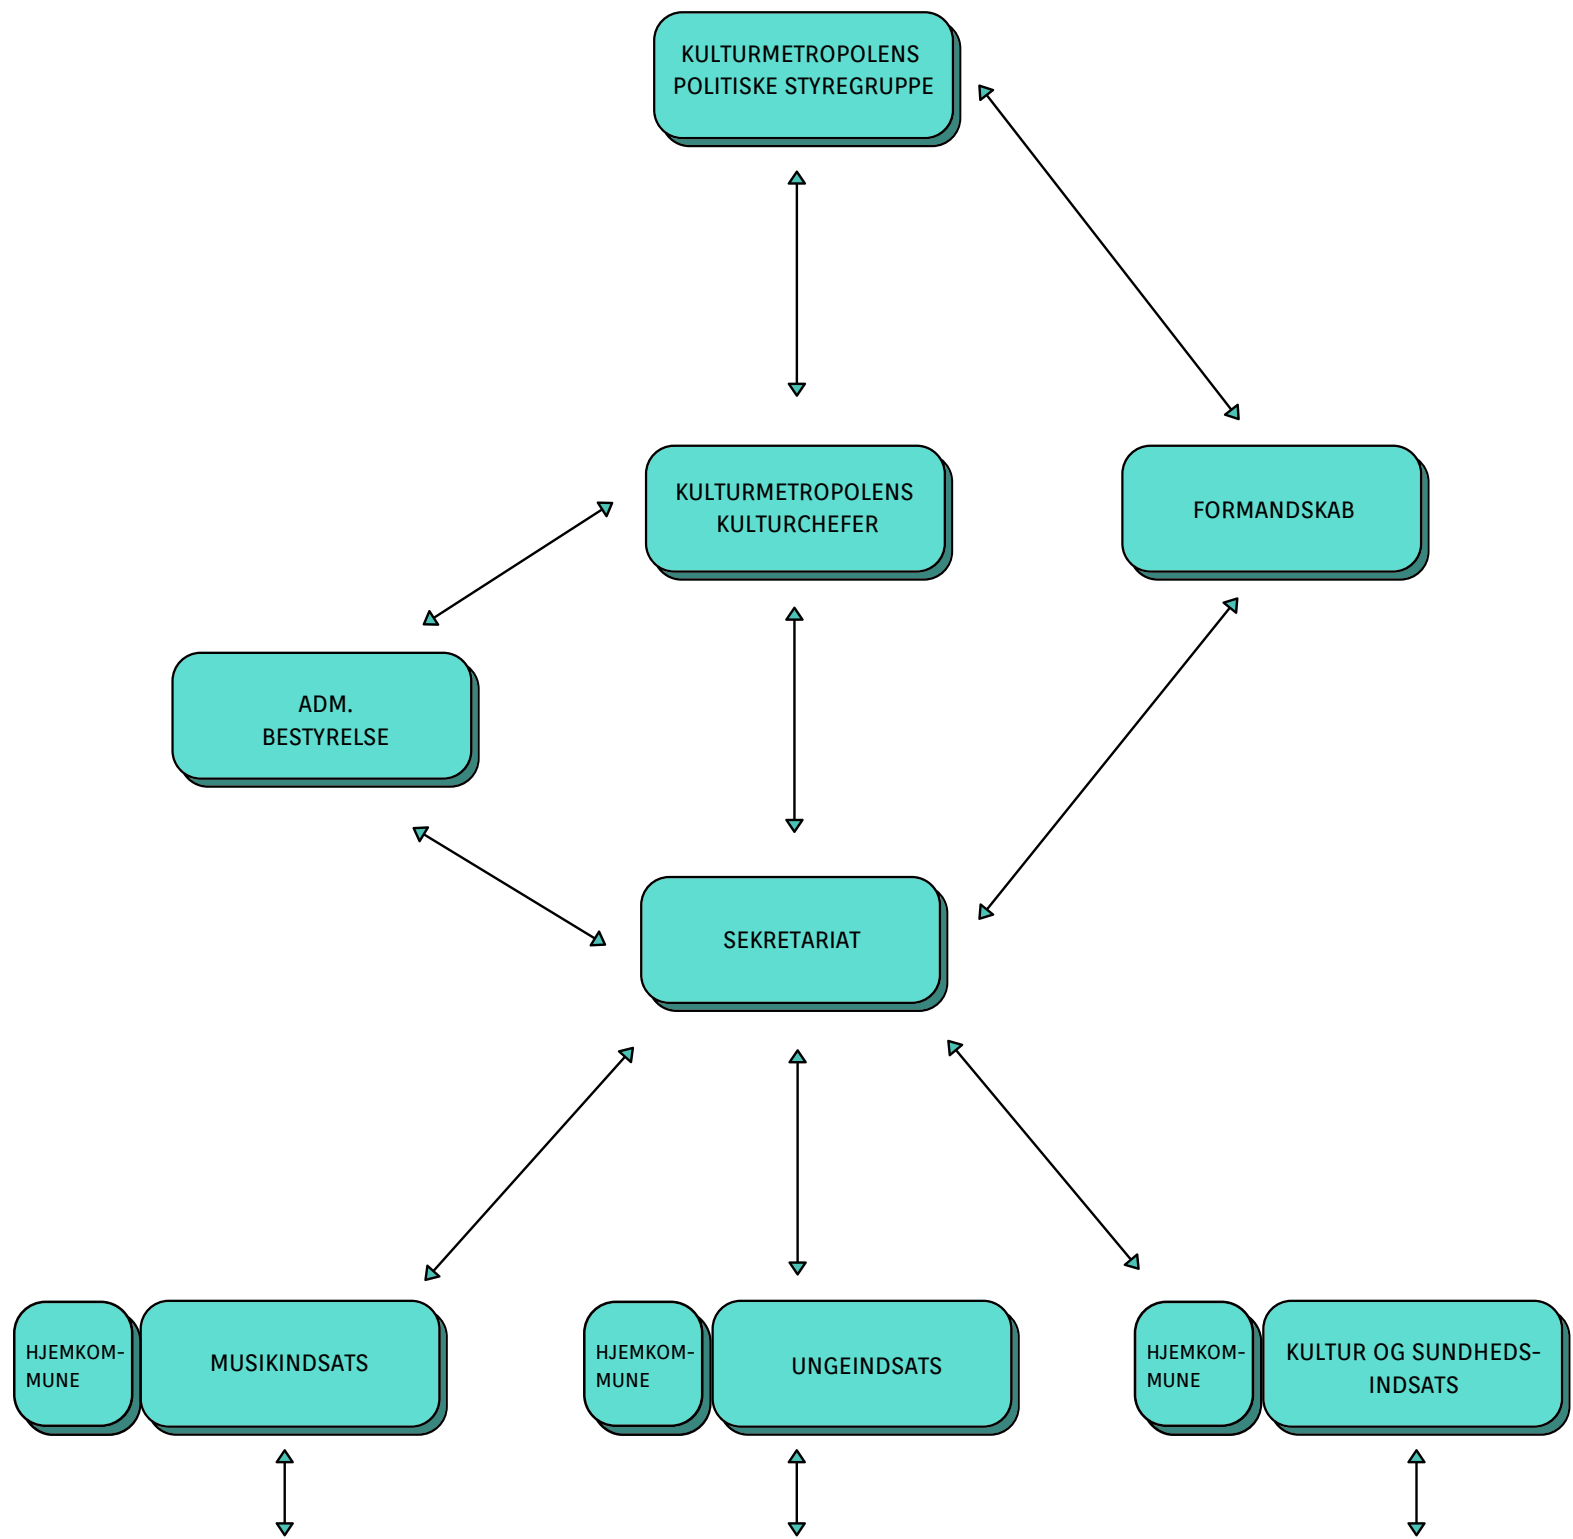 KULTURMETROPOLENS
POLITISKE STYREGRUPPE
KULTURMETROPOLENS
KULTURCHEFER
FORMANDSKAB
ADM.
BESTYRELSE
SEKRETARIAT
HJEMKOM-
MUNE
MUSIKINDSATS
HJEMKOM-
MUNE
UNGEINDSATS
HJEMKOM-
MUNE
KULTUR OG SUNDHEDS-
INDSATS